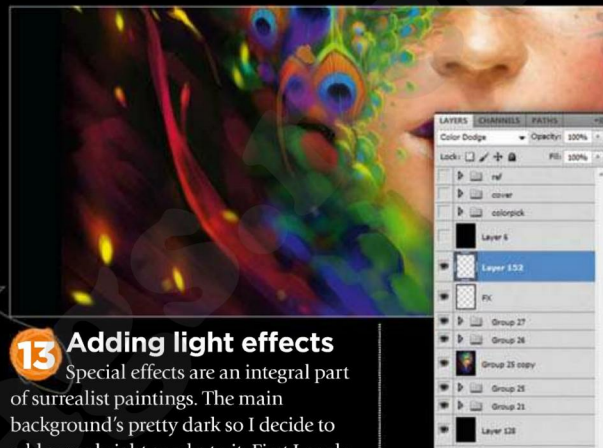 LAYERS CHANNELS PATHS
Color Dodge Opacity: 100%
Lock: Fill: 100%
ref
cover
colorpick
Layer 6
Layer 152
FX
Group 27
Group 26
Group 25 copy
Group 25
Group 21
Layer 128
13 Adding light effects
Special effects are an integral part
of surrealist paintings. The main
background's pretty dark so I decide to